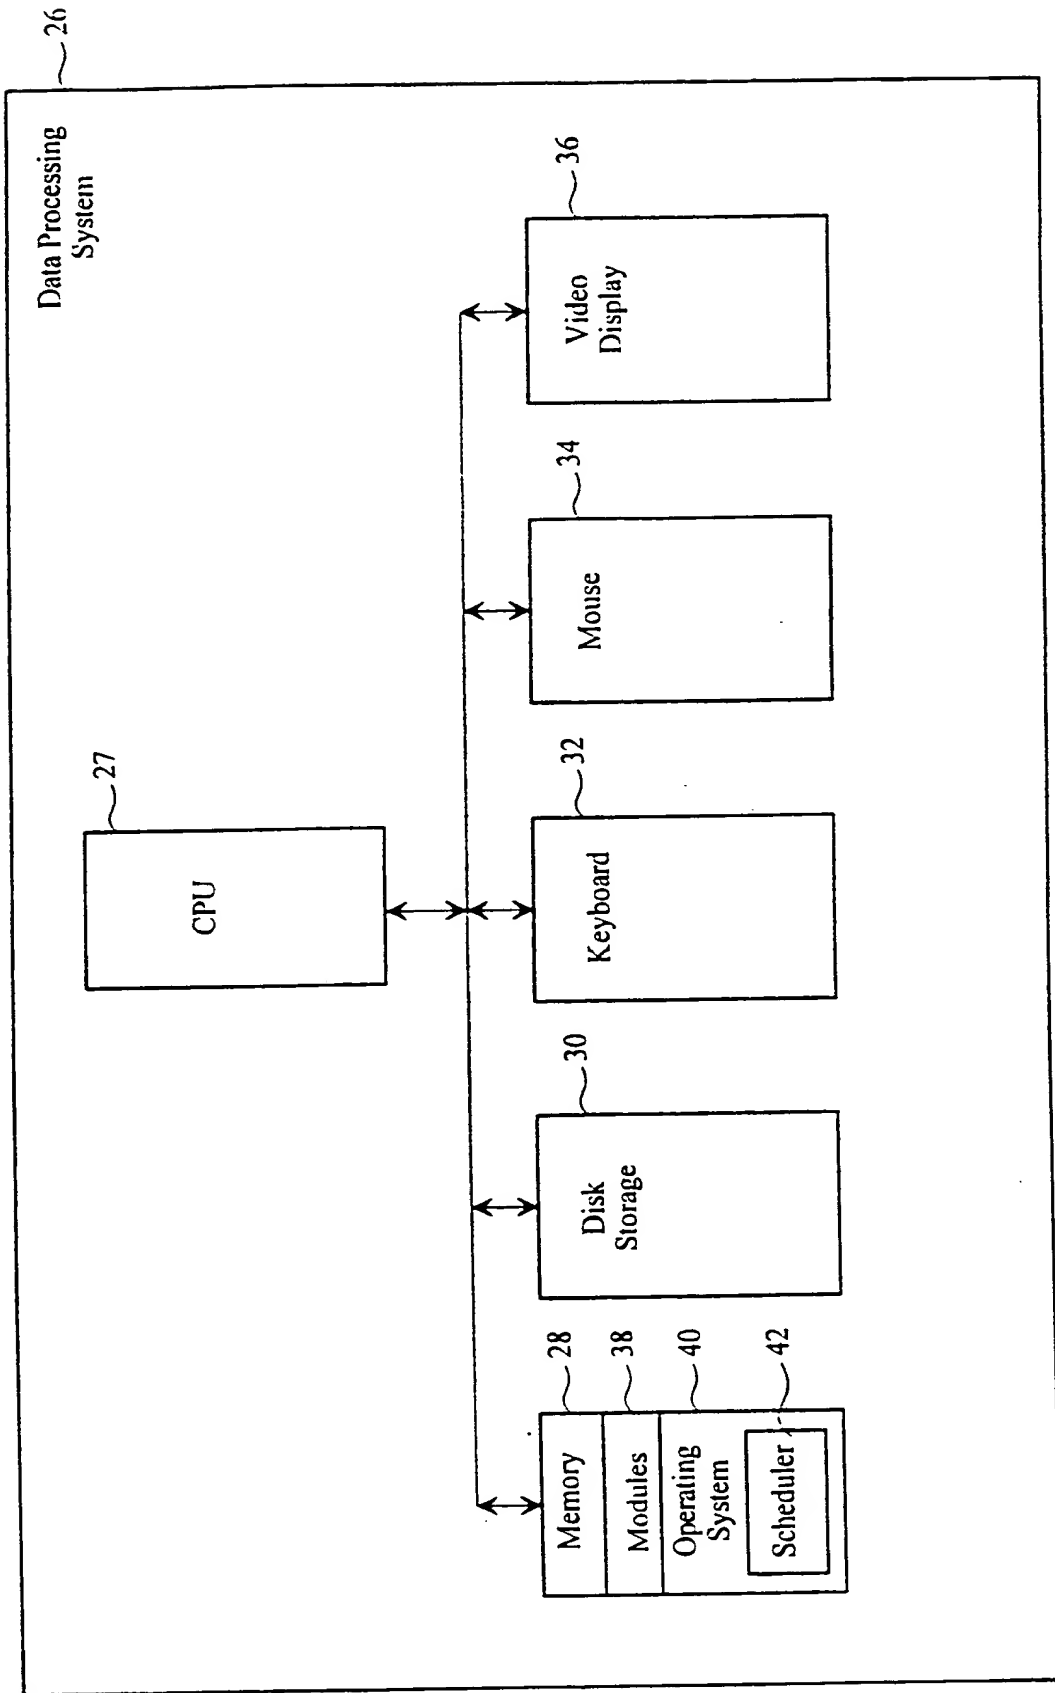 26
Data Processing
System
27
CPU
28
Memory
38
Modules
40
Operating
System
42
Scheduler
30
Disk
Storage
32
Keyboard
34
Mouse
36
Video
Display